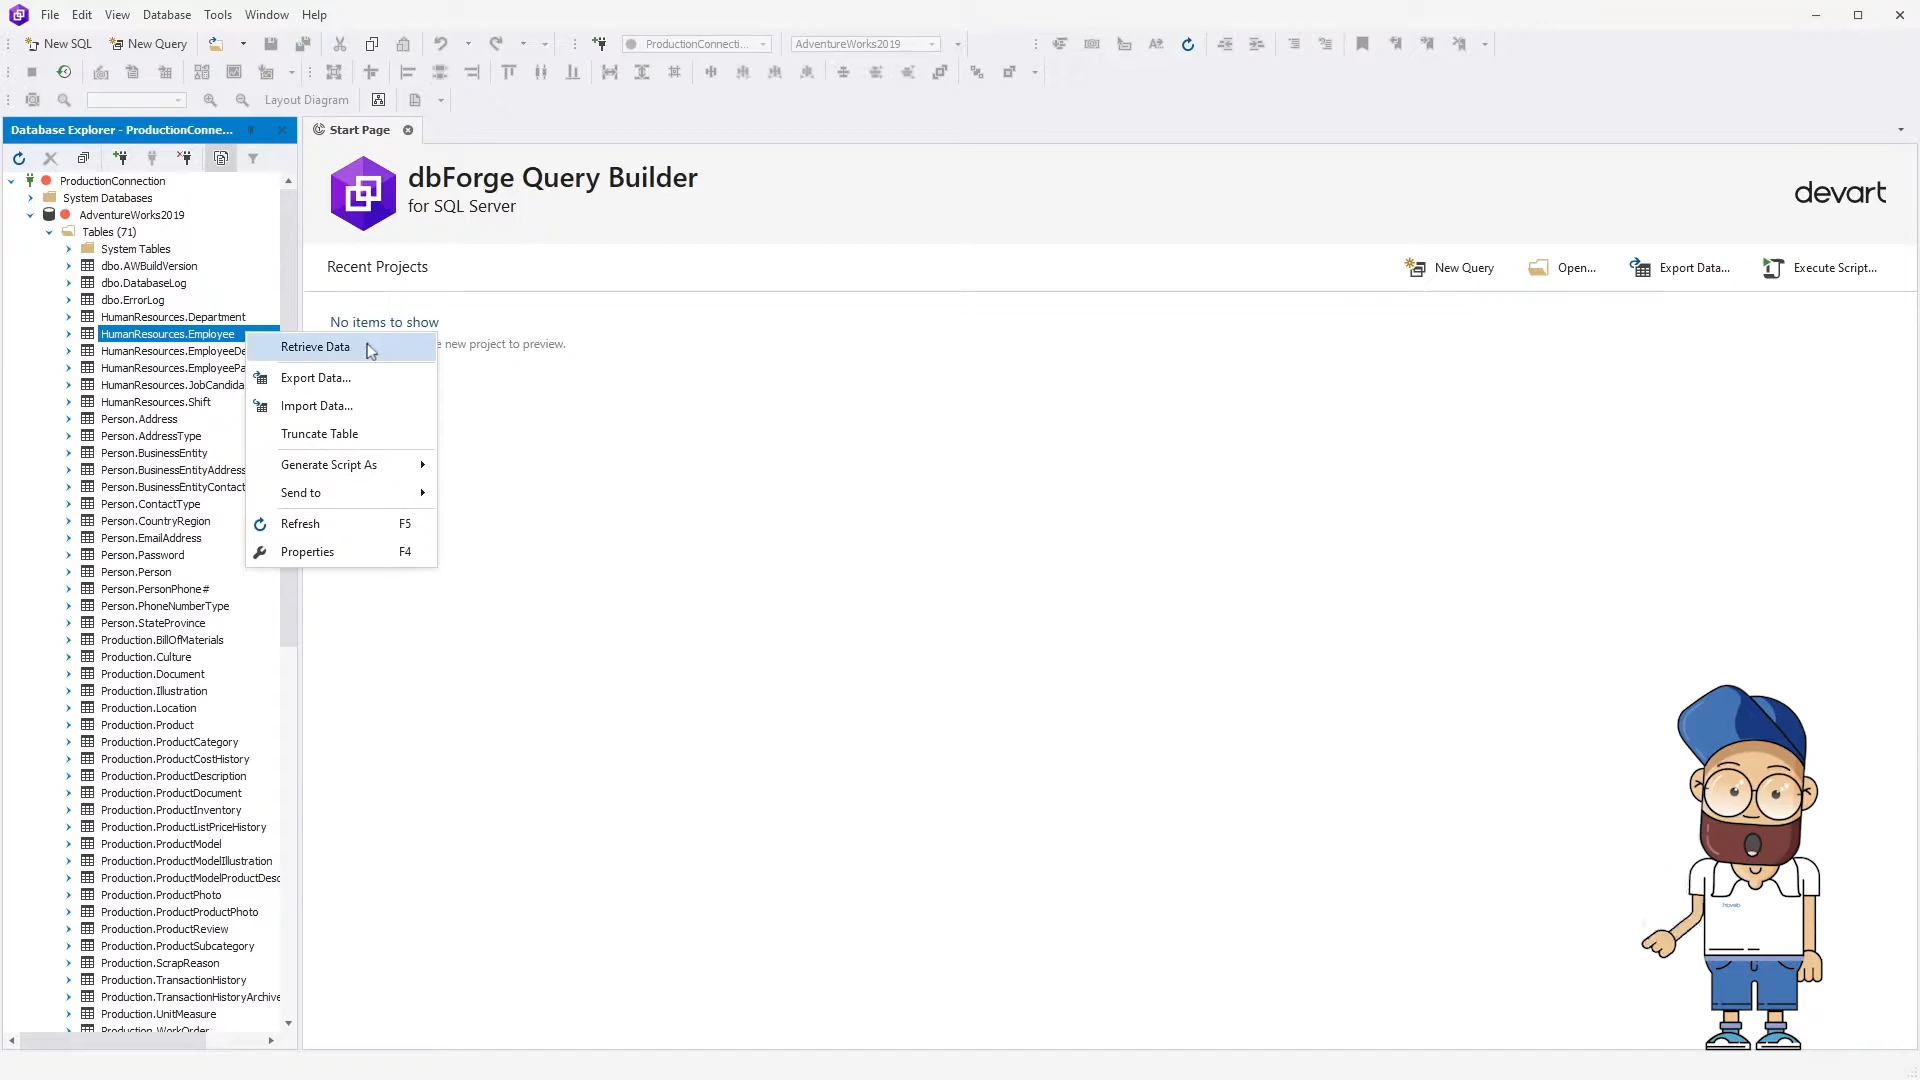 File Edit View Database Tools Window Help
New SQL New Query ProductionConnecti... AdventureWorks2019
Layout Diagram
Database Explorer - ProductionConne...
Start Page
ProductionConnection
System Databases
AdventureWorks2019
Tables (71)
System Tables
dbo.AWBuildVersion
dbo.DatabaseLog
dbo.ErrorLog
HumanResources.Department
HumanResources.Employee
HumanResources.EmployeeDe
HumanResources.EmployeePa
HumanResources.JobCandida
HumanResources.Shift
Person.Address
Person.AddressType
Person.BusinessEntity
Person.BusinessEntityAddress
Person.BusinessEntityContact
Person.ContactType
Person.CountryRegion
Person.EmailAddress
Person.Password
Person.Person
Person.PersonPhone#
Person.PhoneNumberType
Person.StateProvince
Production.BillOfMaterials
Production.Culture
Production.Document
Production.Illustration
Production.Location
Production.Product
Production.ProductCategory
Production.ProductCostHistory
Production.ProductDescription
Production.ProductDocument
Production.ProductInventory
Production.ProductListPriceHistory
Production.ProductModel
Production.ProductModelIllustration
Production.ProductModelProductDesc
Production.ProductPhoto
Production.ProductProductPhoto
Production.ProductReview
Production.ProductSubcategory
Production.ScrapReason
Production.TransactionHistory
Production.TransactionHistoryArchive
Production.UnitMeasure
Production.WorkOrder
Retrieve Data
Export Data...
Import Data...
Truncate Table
Generate Script As
Send to
Refresh F5
Properties F4
dbForge Query Builder
for SQL Server
devart
Recent Projects
New Query Open... Export Data... Execute Script...
No items to show
e new project to preview.